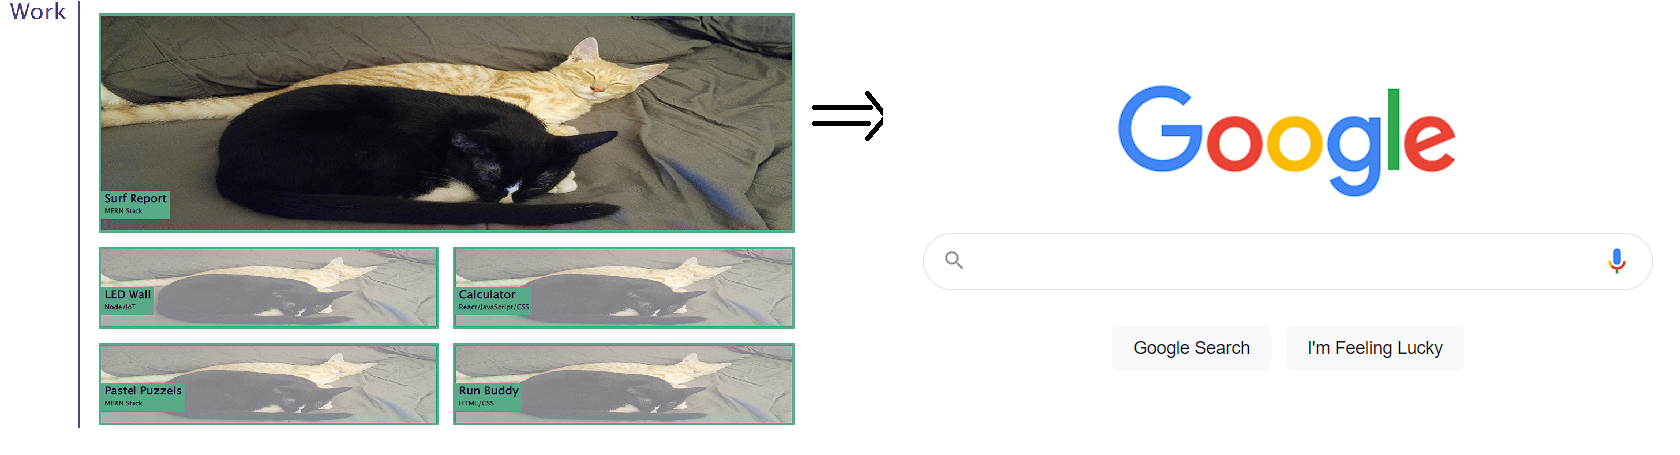 Work
Surf Report
MERN Stack
LED Wall
Node/IoT
Calculator
React/JavaScript/CSS
Pastel Puzzels
MERN Stack
Run Buddy
HTML/CSS
Google
Google Search
I'm Feeling Lucky